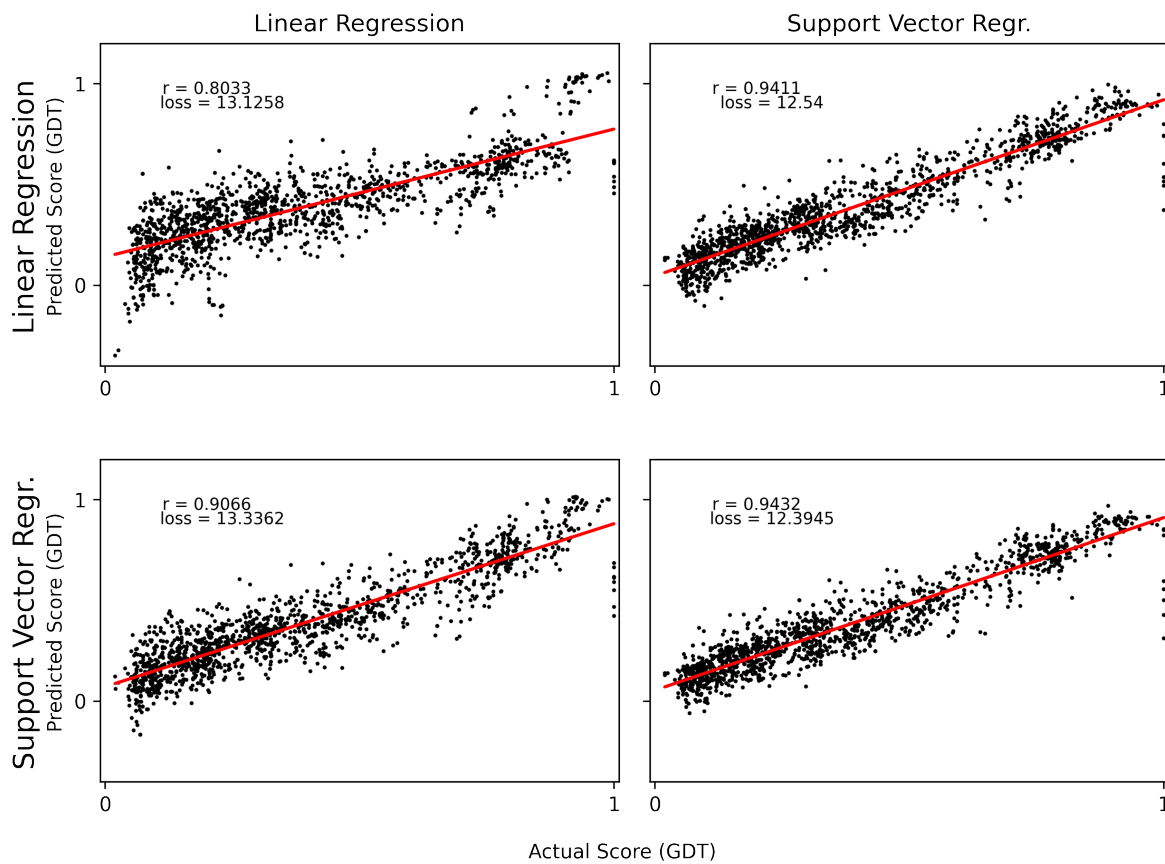 Linear Regression
Support Vector Regr.
Linear Regression
Predicted Score (GDT)
1
0
r = 0.8033
loss = 13.1258
0
1
r = 0.9411
loss = 12.54
0
1
Support Vector Regr.
Predicted Score (GDT)
1
0
r = 0.9066
loss = 13.3362
0
1
r = 0.9432
loss = 12.3945
0
1
Actual Score (GDT)